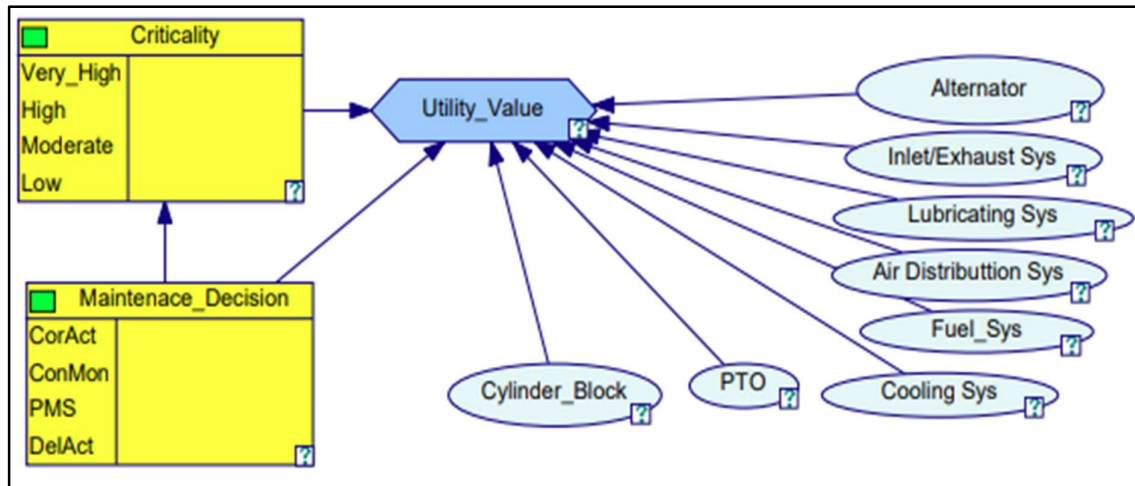 Criticality
Very_High
High
Moderate
Low
?
Utility_Value
?
Alternator
?
Inlet/Exhaust Sys
?
Lubricating Sys
?
Air Distributtion Sys
?
Fuel_Sys
?
Cooling Sys
?
PTO
?
Cylinder_Block
?
Maintenace_Decision
CorAct
ConMon
PMS
DelAct
?